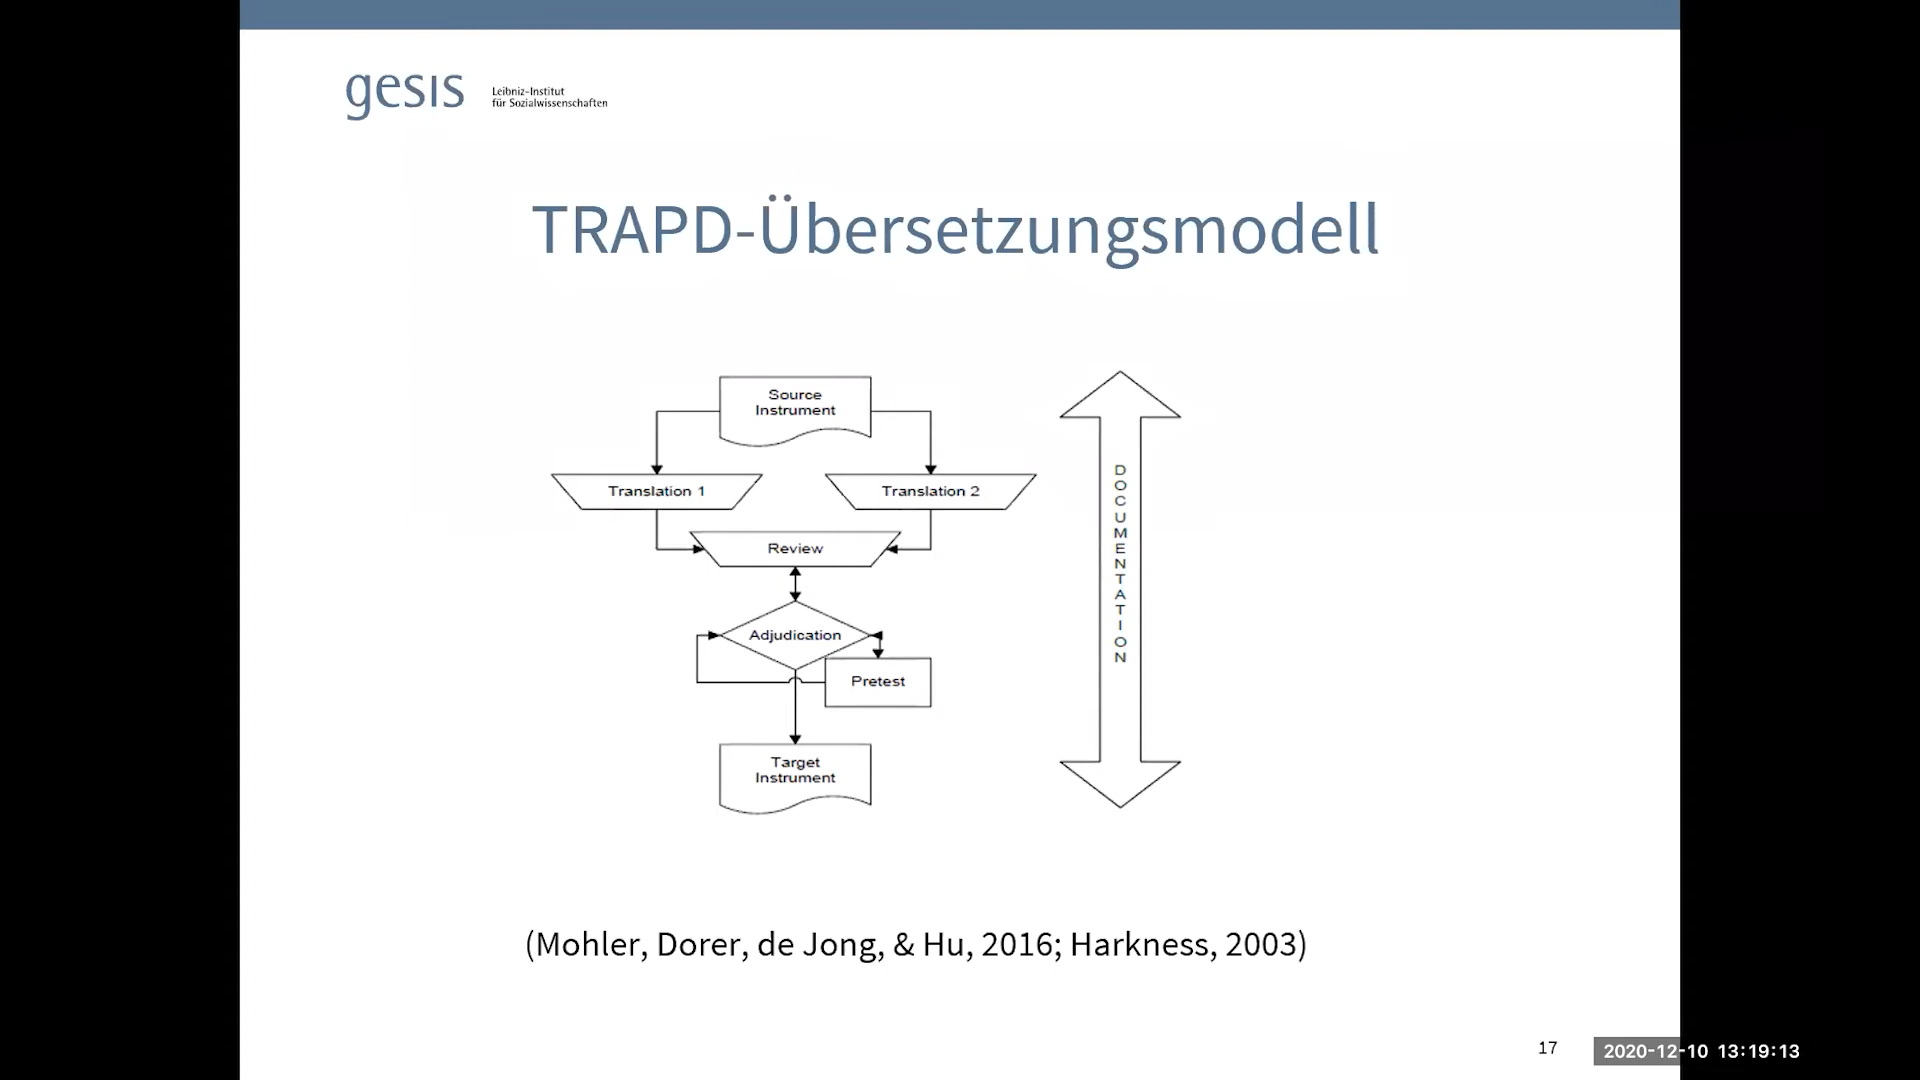 gesis
Leibniz-Institut
für Sozialwissenschaften
TRAPD-Übersetzungsmodell
Source
Instrument
Translation 1
Translation 2
Review
Adjudication
Pretest
Target
Instrument
DOCUMENTATION
(Mohler, Dorer, de Jong, & Hu, 2016; Harkness, 2003)
17
2020-12-10 13:19:13